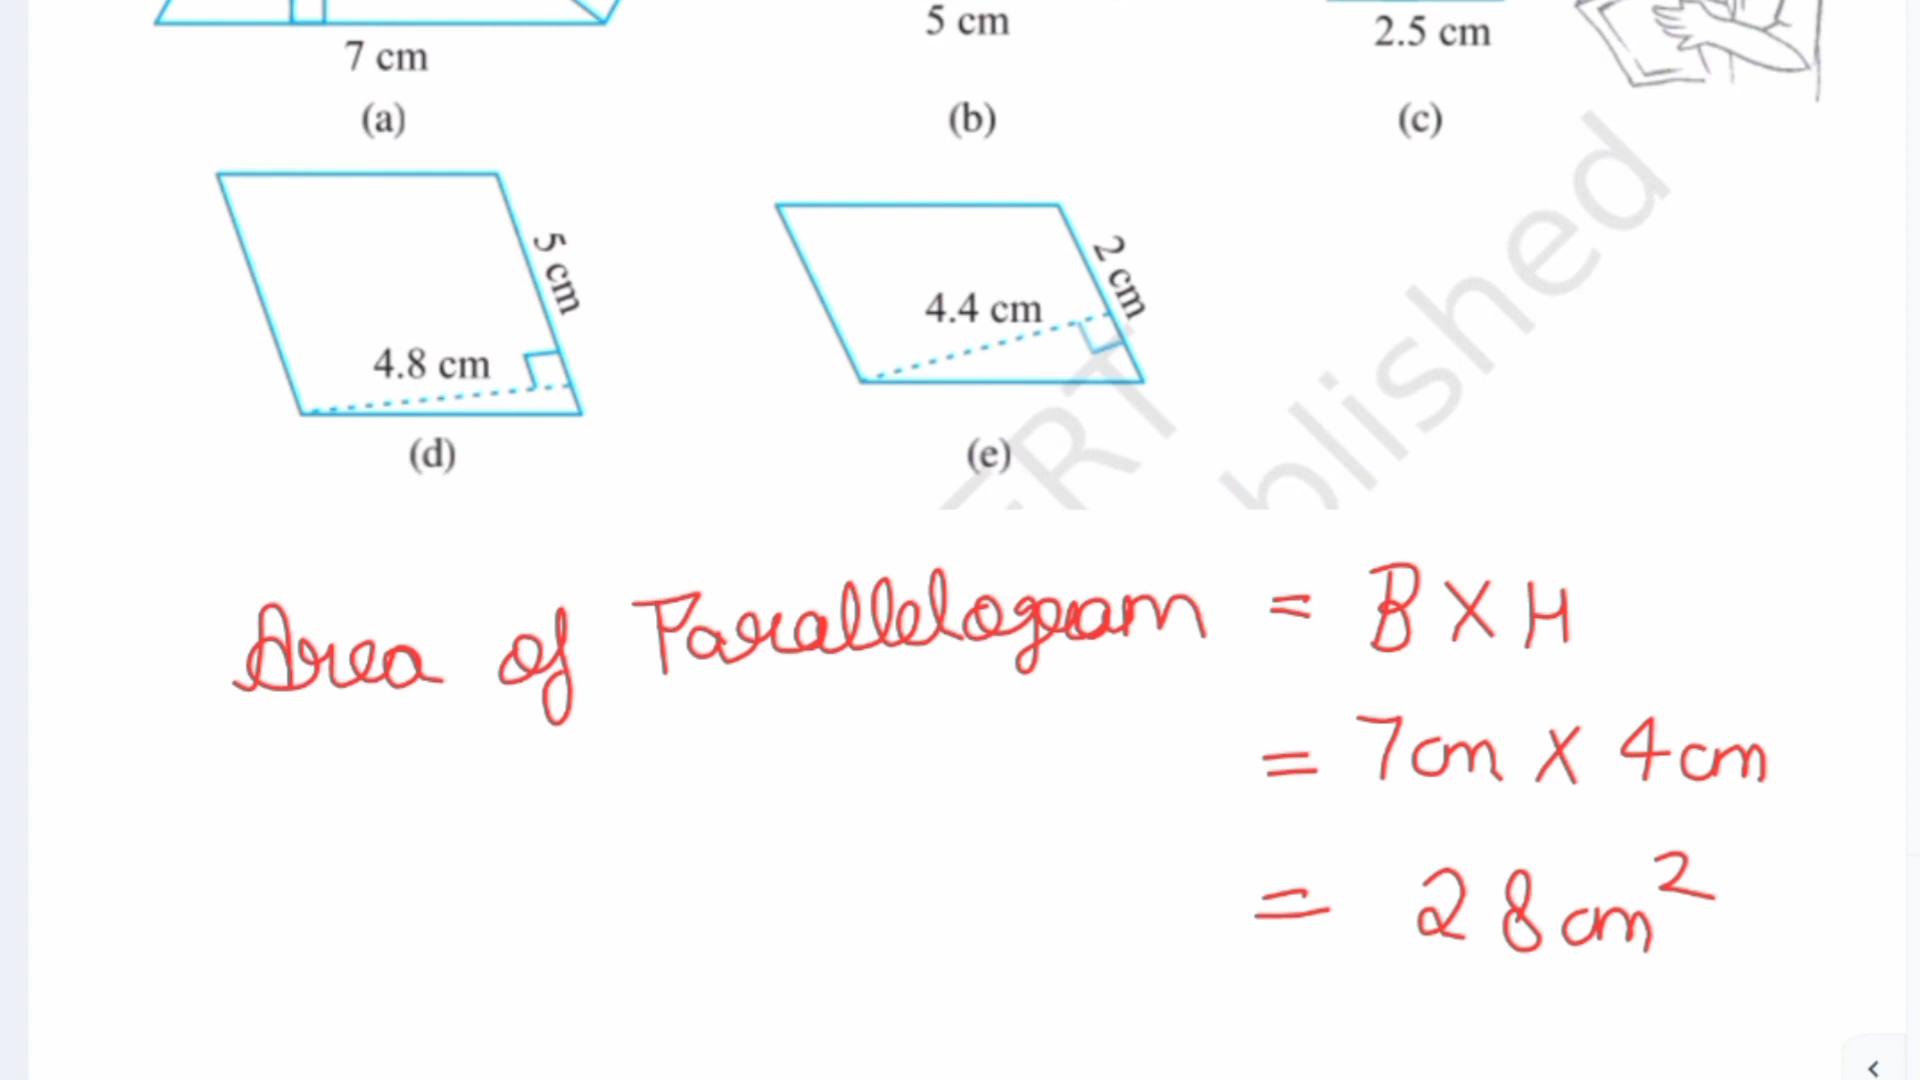 7 cm
5 cm
2.5 cm
(a)
(b)
(c)
5 cm
4.8 cm
2 cm
4.4 cm
(d)
(e)
Area of Parallelogram = B X H
= 7cm X 4cm
= 28cm²